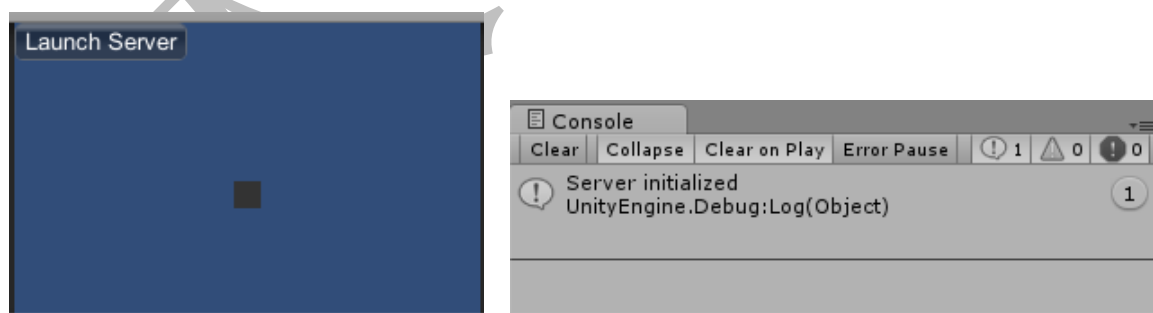 Launch Server
Console
Clear Collapse Clear on Play Error Pause 1 0 0
Server initialized 1
UnityEngine.Debug:Log(Object)